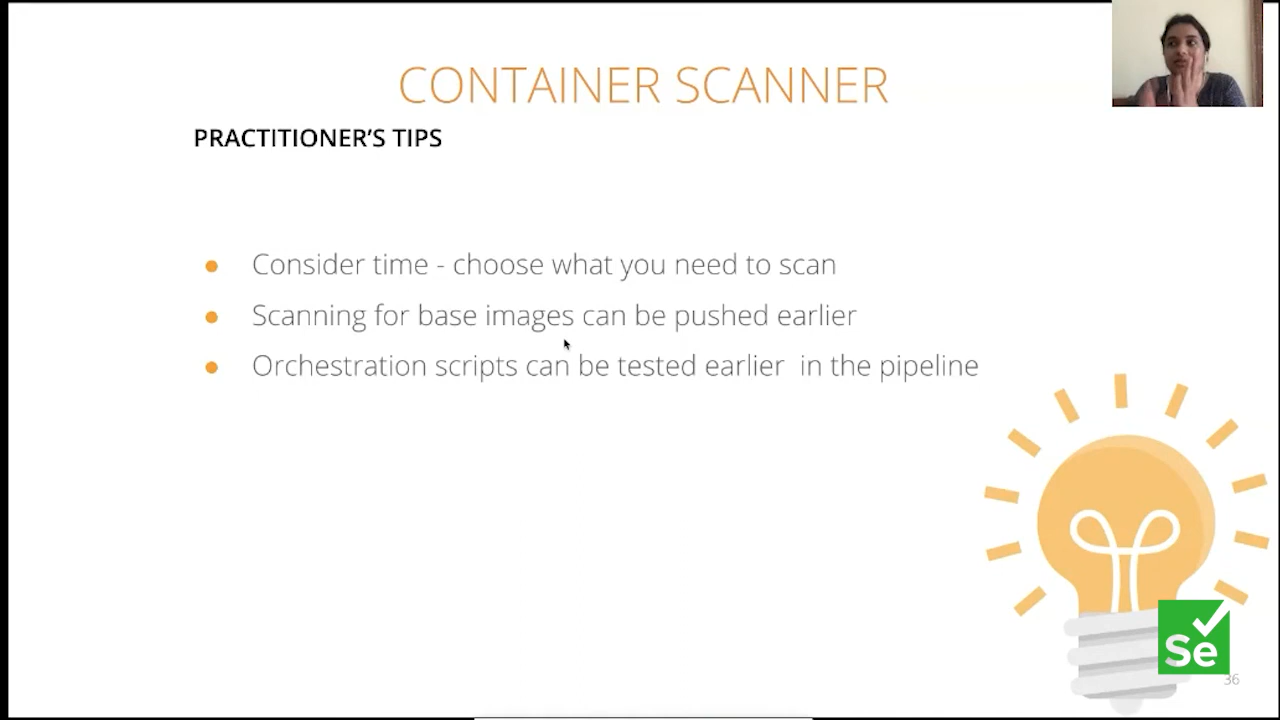 CONTAINER SCANNER
PRACTITIONER'S TIPS
Consider time - choose what you need to scan
Scanning for base images can be pushed earlier
Orchestration scripts can be tested earlier in the pipeline
Se
36